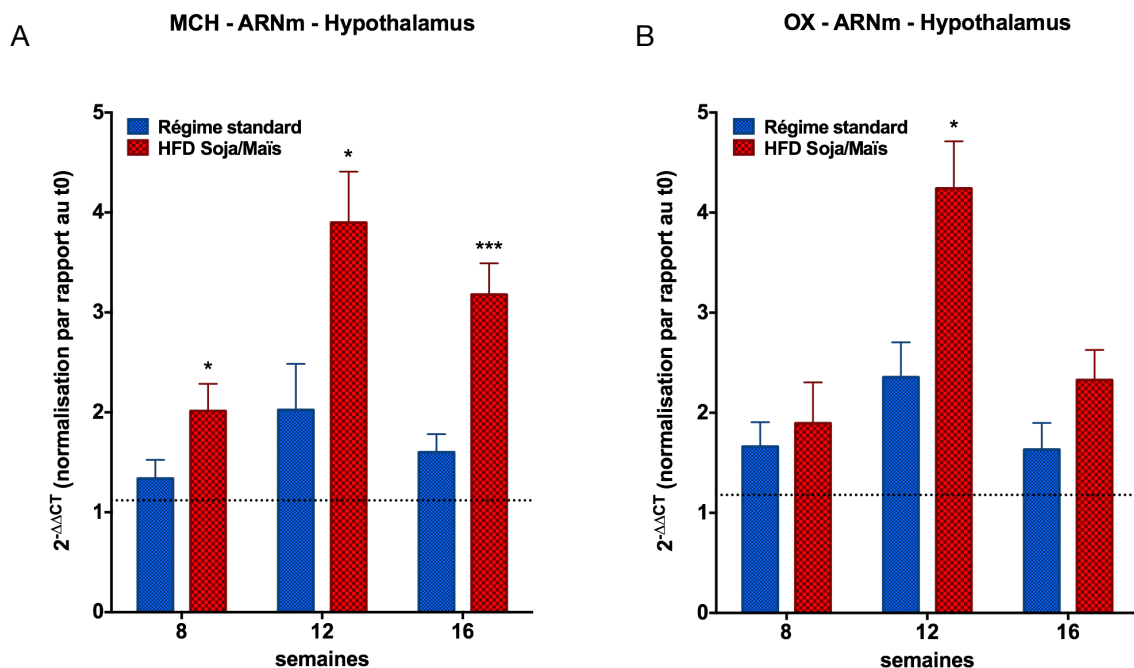 A
MCH - ARNm - Hypothalamus
2-ΔΔCT (normalisation par rapport au t0)
5
4
3
2
1
0
Régime standard
HFD Soja/Maïs
*
*
***
8
12
16
semaines
B
OX - ARNm - Hypothalamus
2-ΔΔCT (normalisation par rapport au t0)
5
4
3
2
1
0
Régime standard
HFD Soja/Maïs
*
8
12
16
semaines